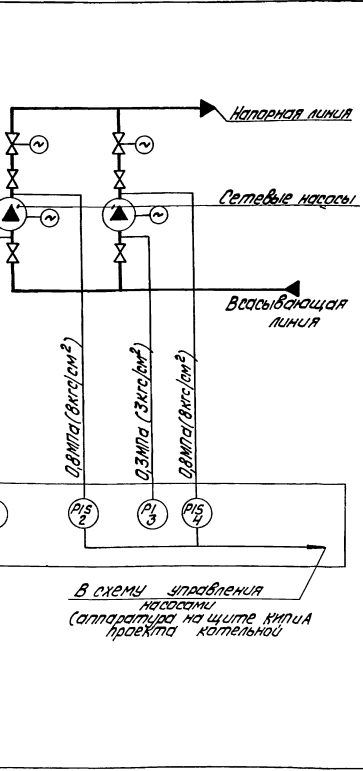 Напорная линия
~
~
Сетевые насосы
~
~
Всасывающая
линия
0,8МПа (8кгс/см²)
0,3МПа (3кгс/см²)
0,8МПа (8кгс/см²)
PIS
2
PI
3
PIS
4
В схему управления
насосами
(аппаратура на щите КИПиА
проекта котельной